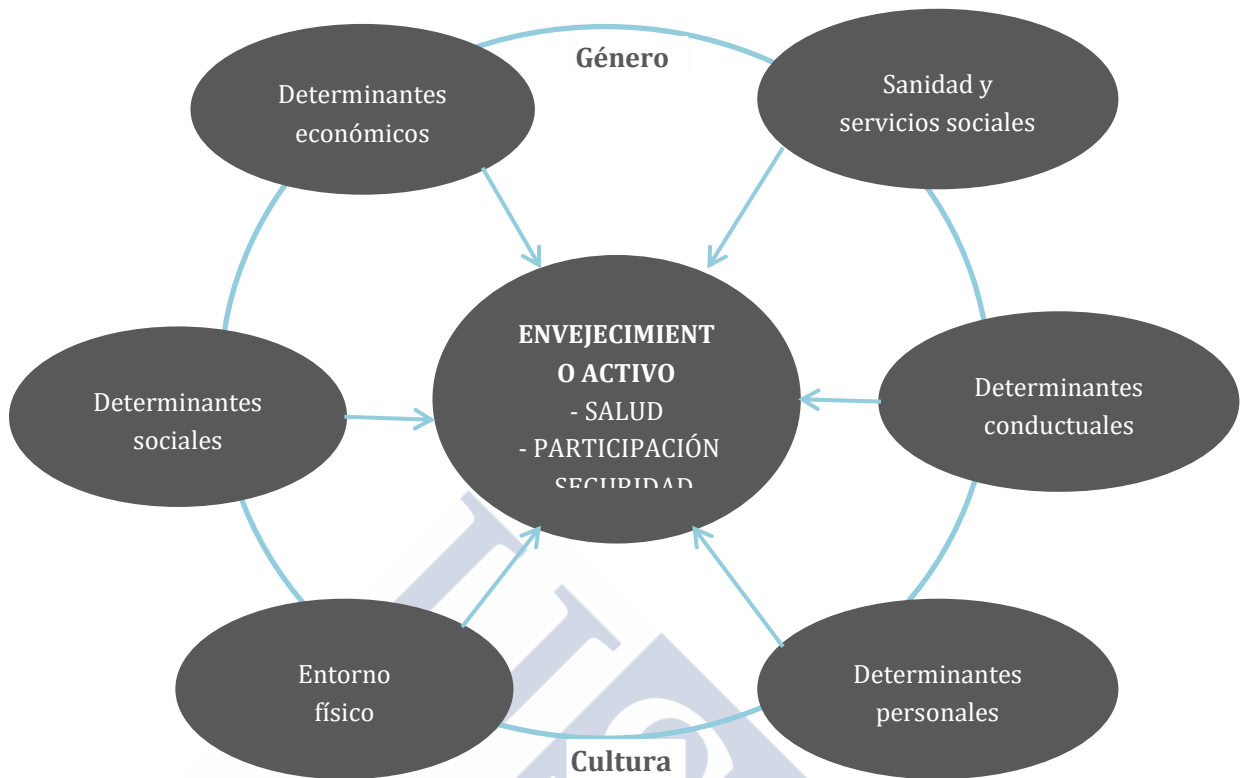 Género
Determinantes
económicos
Sanidad y
servicios sociales
ENVEJECIMIENT
O ACTIVO
- SALUD
- PARTICIPACIÓN
SEGURIDAD
Determinantes
sociales
Determinantes
conductuales
Entorno
físico
Determinantes
personales
Cultura